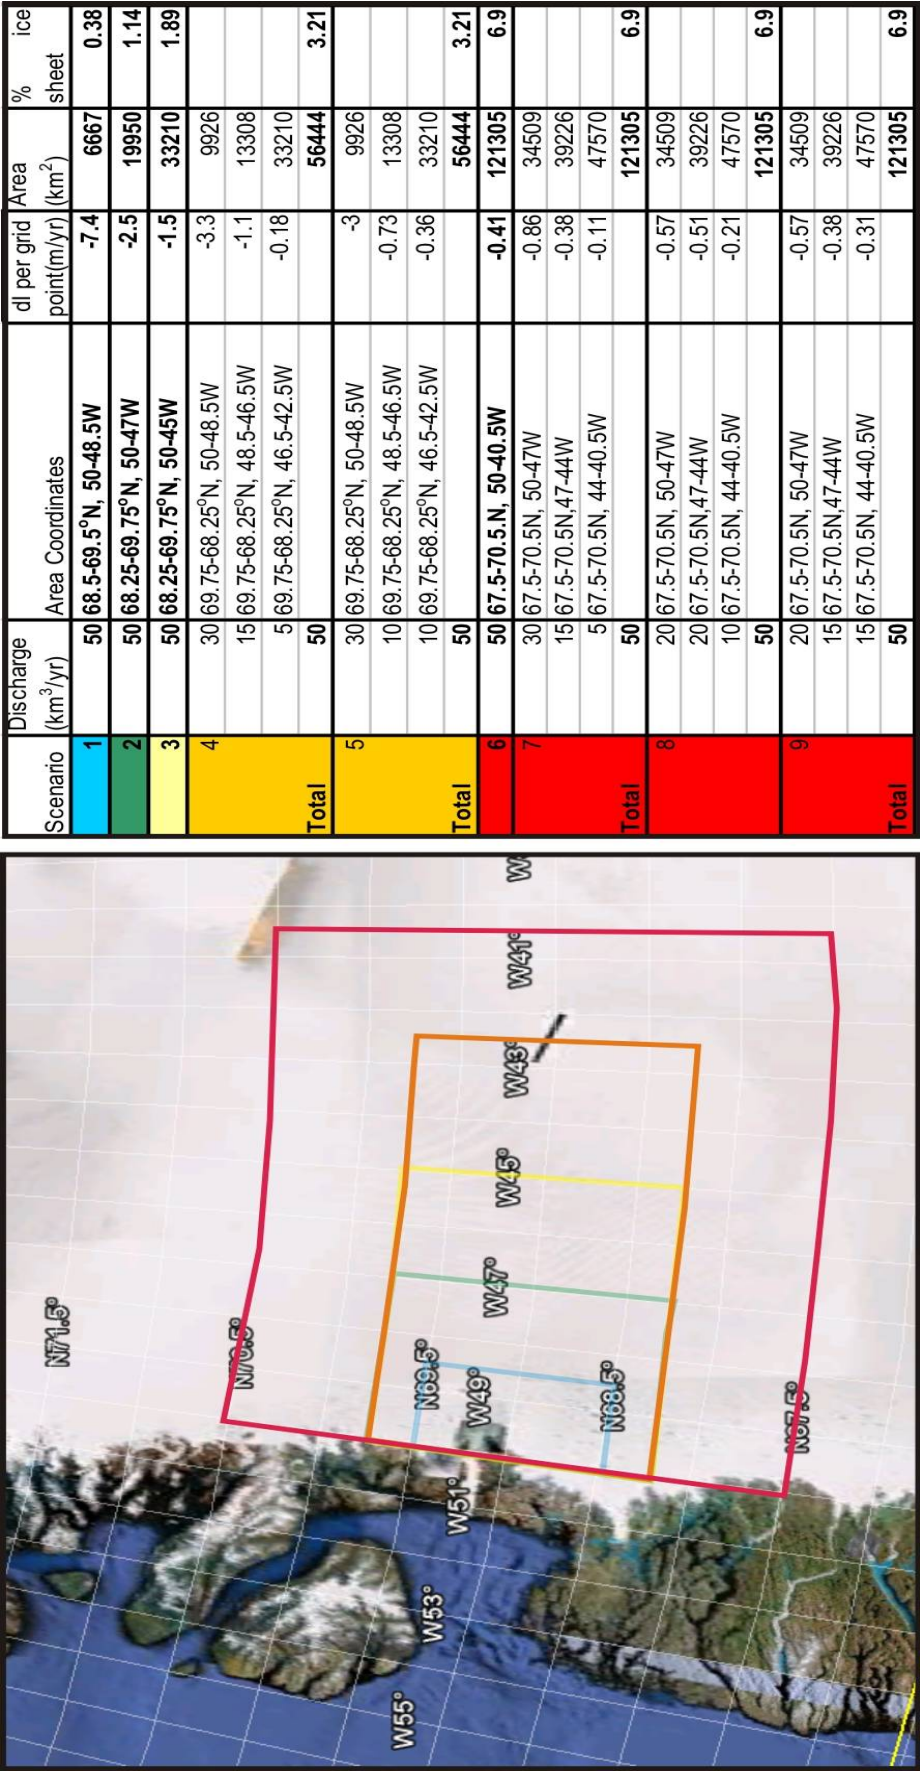 Scenario Discharge (km³/yr) Area Coordinates dI per grid point(m/yr) Area (km²) % ice sheet
1 50 68.5-69.5°N, 50-48.5W -7.4 6667 0.38
2 50 68.25-69.75°N, 50-47W -2.5 19950 1.14
3 50 68.25-69.75°N, 50-45W -1.5 33210 1.89
4 30 69.75-68.25°N, 50-48.5W -3.3 9926
15 69.75-68.25°N, 48.5-46.5W -1.1 13308
5 69.75-68.25°N, 46.5-42.5W -0.18 33210
Total 50 56444 3.21
5 30 69.75-68.25°N, 50-48.5W -3 9926
10 69.75-68.25°N, 48.5-46.5W -0.73 13308
10 69.75-68.25°N, 46.5-42.5W -0.36 33210
Total 50 56444 3.21
6 50 67.5-70.5.N, 50-40.5W -0.41 121305 6.9
7 30 67.5-70.5N, 50-47W -0.86 34509
15 67.5-70.5N,47-44W -0.38 39226
5 67.5-70.5N, 44-40.5W -0.11 47570
Total 50 121305 6.9
8 20 67.5-70.5N, 50-47W -0.57 34509
20 67.5-70.5N,47-44W -0.51 39226
10 67.5-70.5N, 44-40.5W -0.21 47570
Total 50 121305 6.9
9 20 67.5-70.5N, 50-47W -0.57 34509
15 67.5-70.5N,47-44W -0.38 39226
15 67.5-70.5N, 44-40.5W -0.31 47570
Total 50 121305 6.9
N71.5°
N70.5°
N69.5°
N68.5°
N67.5°
W55°
W53°
W51°
W49°
W47°
W45°
W43°
W41°
W